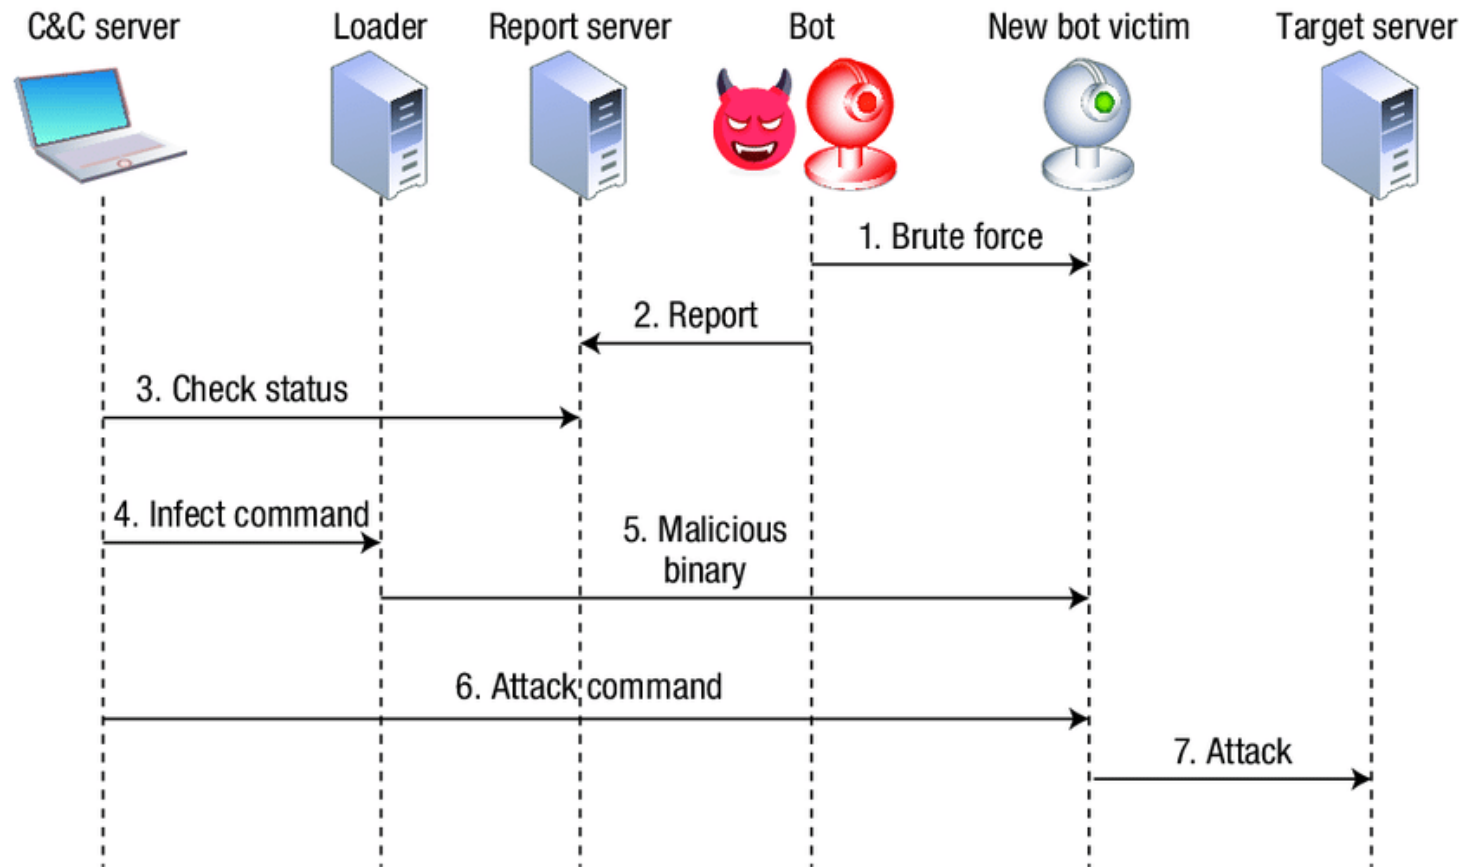 C&C server
Loader
Report server
Bot
New bot victim
Target server
1. Brute force
2. Report
3. Check status
4. Infect command
5. Malicious
binary
6. Attack command
7. Attack